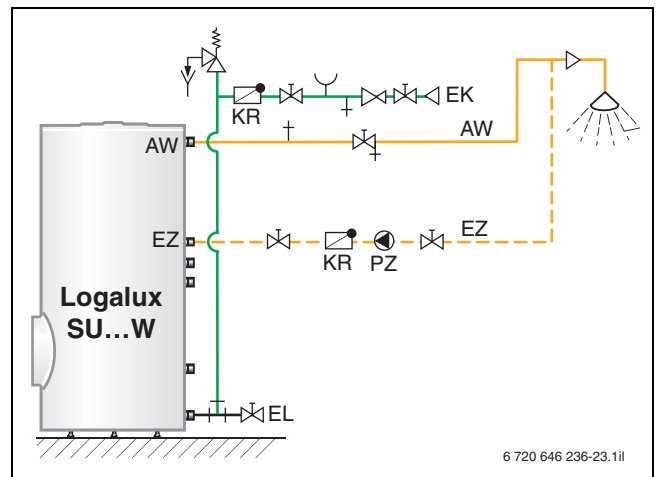 EK
KR
AW
AW
EZ
EZ
KR
PZ
Logalux
SU...W
EL
6 720 646 236-23.1il